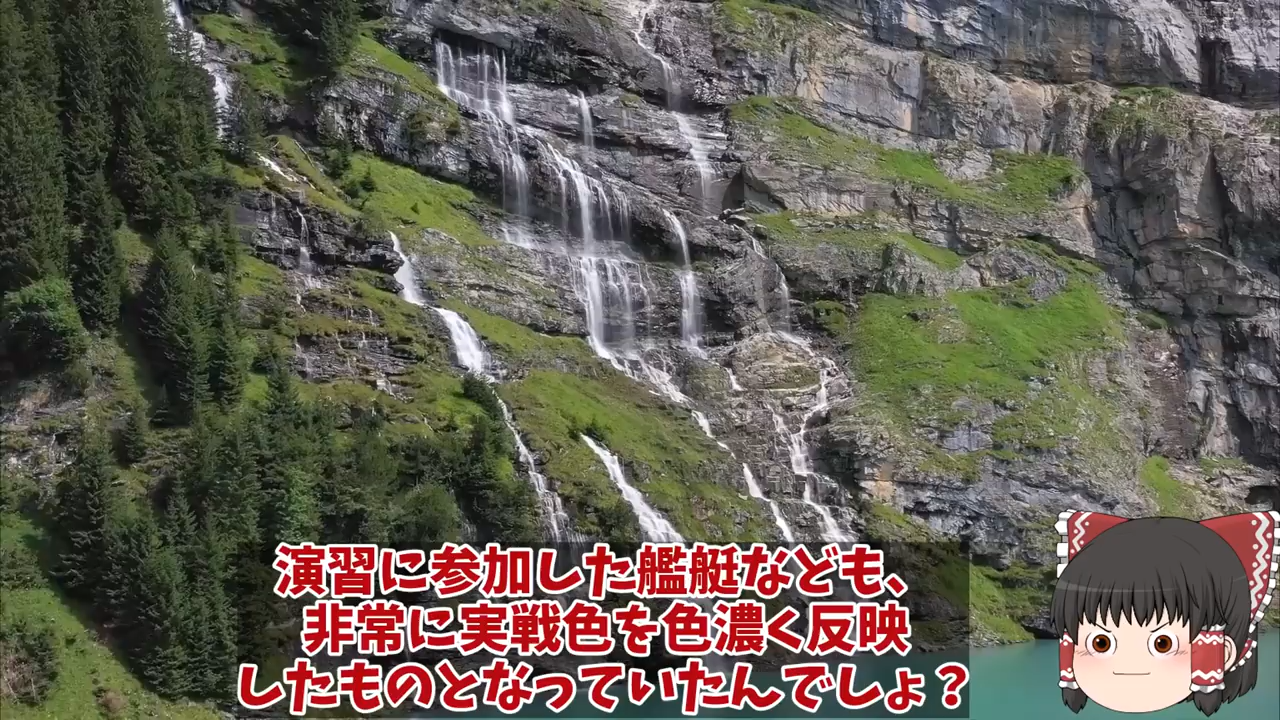 演習に参加した艦艇なども、
非常に実戦色を色濃く反映
したものとなっていたんでしょ？